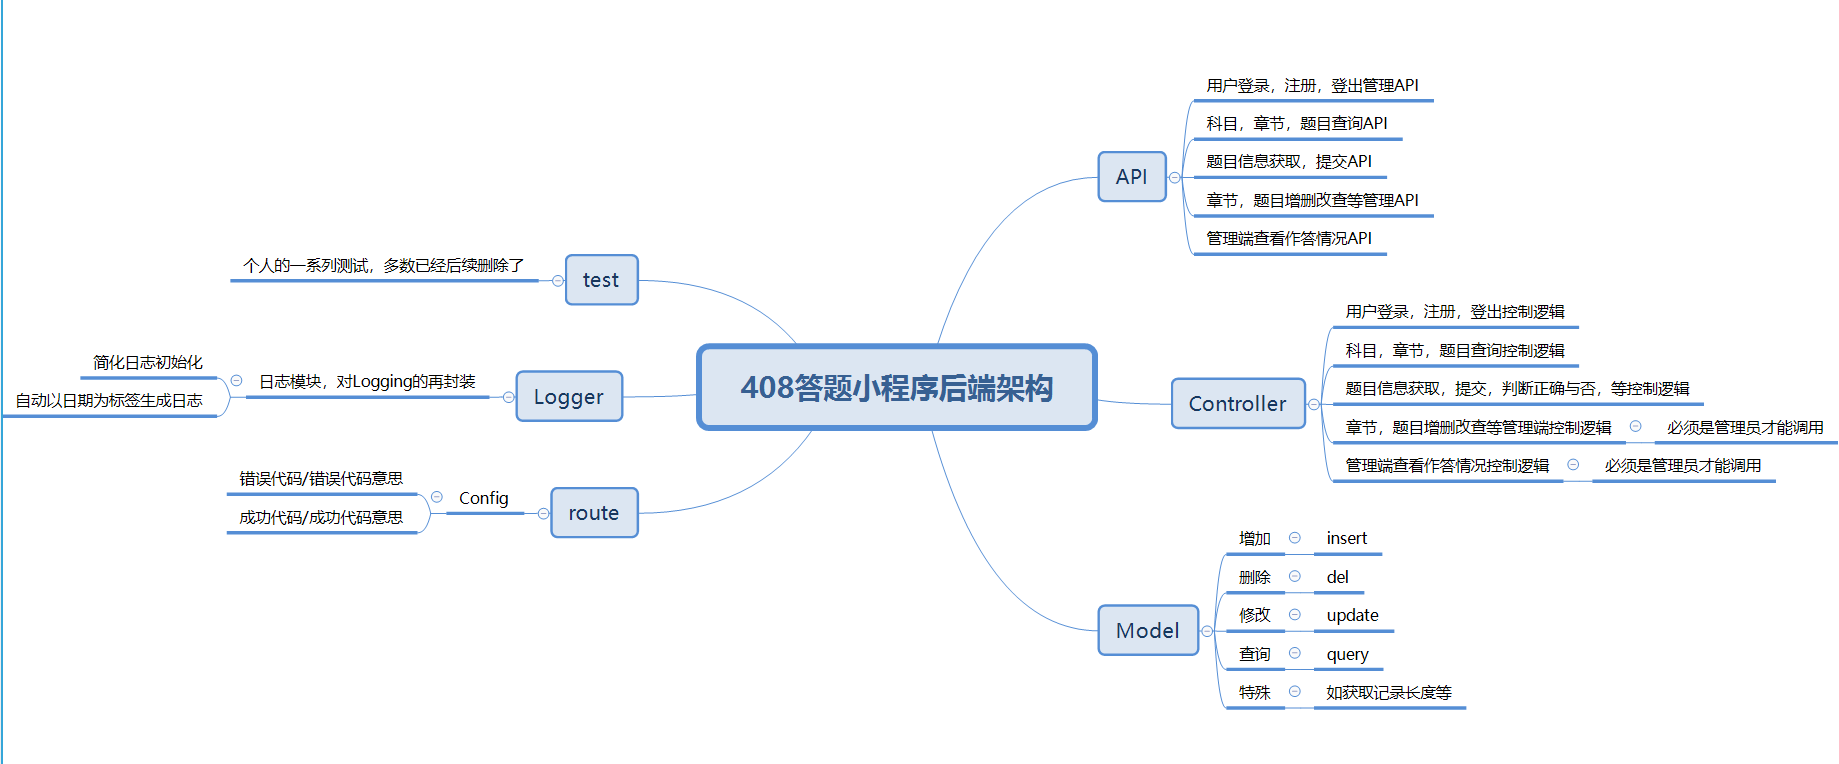 408答题小程序后端架构
API
用户登录，注册，登出管理API
科目，章节，题目查询API
题目信息获取，提交API
章节，题目增删改查等管理API
管理端查看作答情况API
Controller
用户登录，注册，登出控制逻辑
科目，章节，题目查询控制逻辑
题目信息获取，提交，判断正确与否，等控制逻辑
章节，题目增删改查等管理端控制逻辑
必须是管理员才能调用
管理端查看作答情况控制逻辑
必须是管理员才能调用
Model
增加
insert
删除
del
修改
update
查询
query
特殊
如获取记录长度等
test
个人的一系列测试，多数已经后续删除了
Logger
日志模块，对Logging的再封装
简化日志初始化
自动以日期为标签生成日志
route
Config
错误代码/错误代码意思
成功代码/成功代码意思